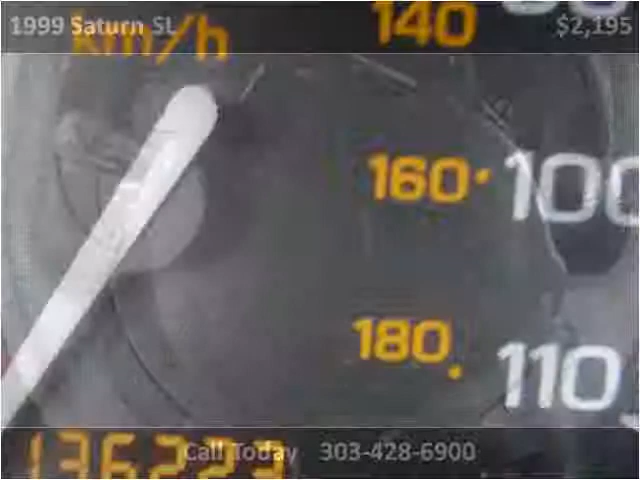 1999 Saturn SL $2,195
km/h 140
160 100
180 110
136223
Call Today 303-428-6900